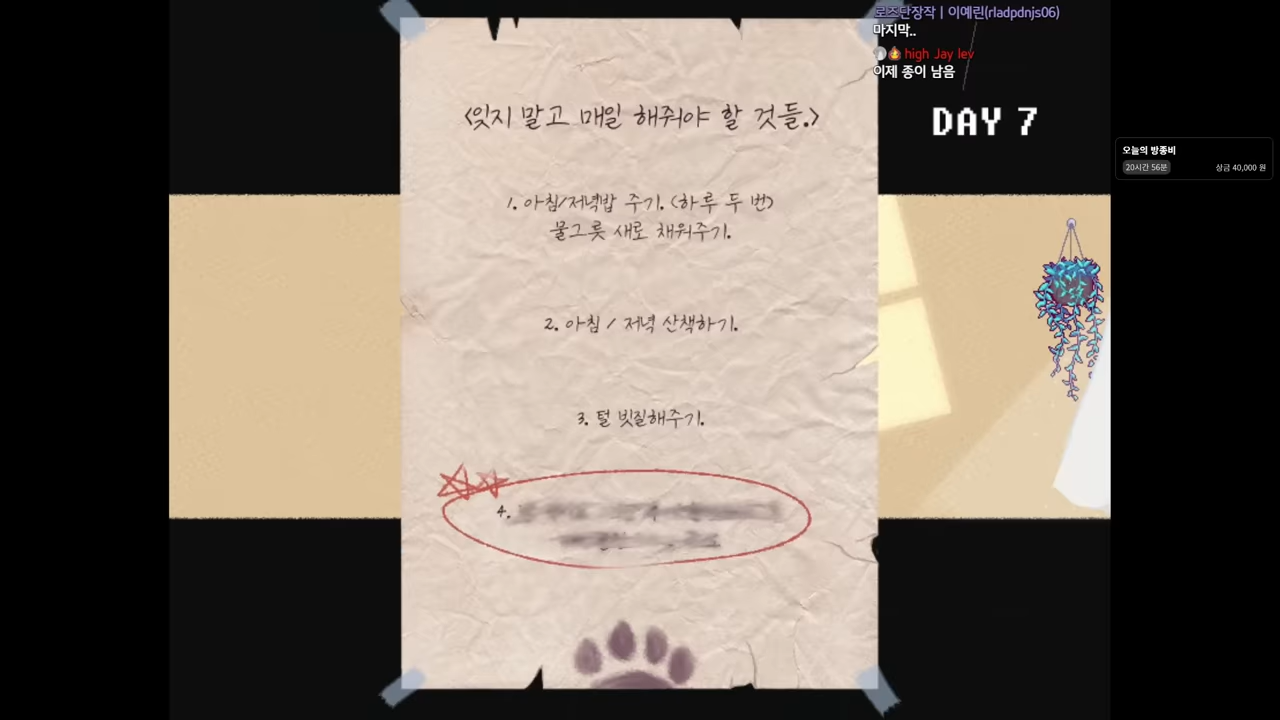 로즈단장작 | 이예린(rladpdnjs06)
마지막..
high Jay lev
이제 종이 남음
DAY 7
오늘의 방종비
20시간 56분
상금 40,000 원
<잊지 말고 매일 해줘야 할 것들.>
1. 아침/저녁밥 주기. (하루 두 번)
물그릇 새로 채워주기.
2. 아침 / 저녁 산책하기.
3. 털 빗질해주기.
4.